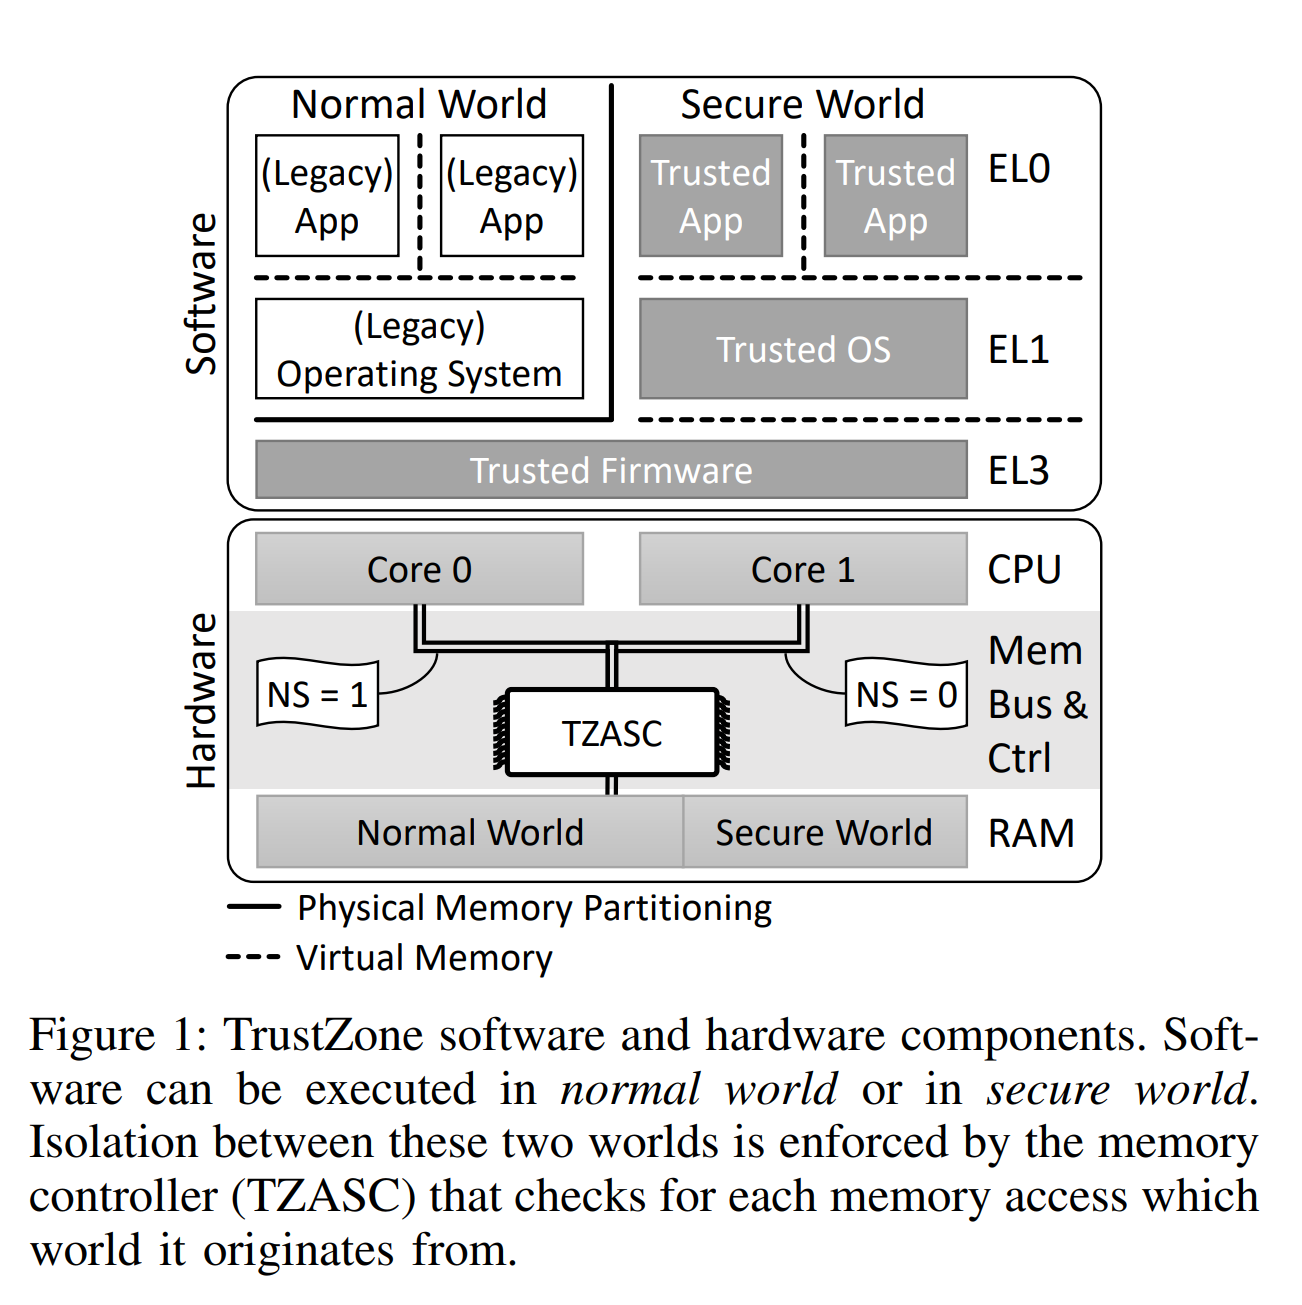 Normal World
Secure World
(Legacy)
App
(Legacy)
App
Trusted
App
Trusted
App
EL0
Software
(Legacy)
Operating System
Trusted OS
EL1
Trusted Firmware
EL3
Core 0
Core 1
CPU
Hardware
NS = 1
TZASC
NS = 0
Mem
Bus &
Ctrl
Normal World
Secure World
RAM
Physical Memory Partitioning
Virtual Memory
Figure 1: TrustZone software and hardware components. Soft-
ware can be executed in normal world or in secure world.
Isolation between these two worlds is enforced by the memory
controller (TZASC) that checks for each memory access which
world it originates from.